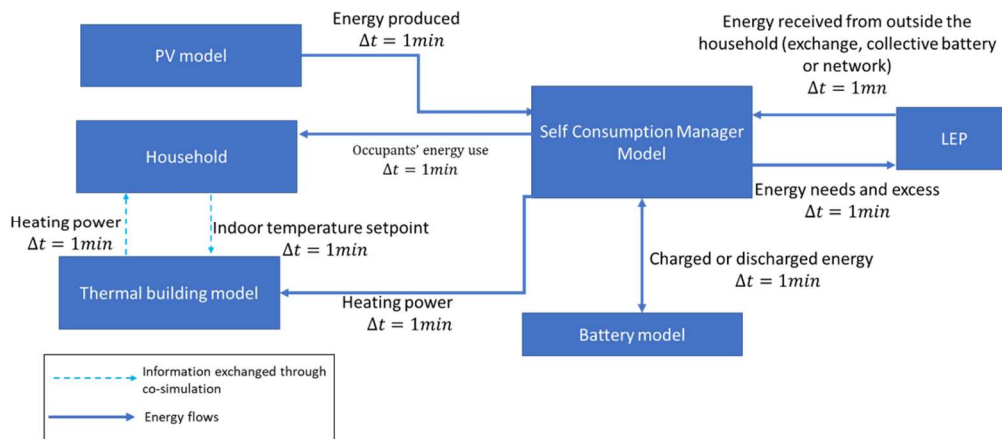 Energy produced
Δt = 1min
PV model
Energy received from outside the
household (exchange, collective battery
or network)
Δt = 1mn
Self Consumption Manager
Model
LEP
Household
Occupants' energy use
Δt = 1min
Energy needs and excess
Δt = 1min
Heating power
Δt = 1min
Indoor temperature setpoint
Δt = 1min
Thermal building model
Heating power
Δt = 1min
Charged or discharged energy
Δt = 1min
Battery model
Information exchanged through
co-simulation
Energy flows